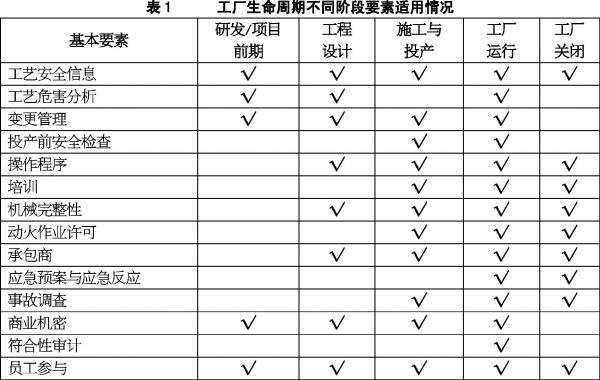 表1 工厂生命周期不同阶段要素适用情况
基本要素 研发/项目前期 工程设计 施工与投产 工厂运行 工厂关闭
工艺安全信息 √ √ √ √ √
工艺危害分析 √ √ √
变更管理 √ √ √ √
投产前安全检查 √ √
操作程序 √ √ √ √
培训 √ √ √
机械完整性 √ √ √ √
动火作业许可 √ √ √
承包商 √ √ √ √
应急预案与应急反应 √ √
事故调查 √ √ √
商业机密 √ √ √ √
符合性审计 √
员工参与 √ √ √ √ √